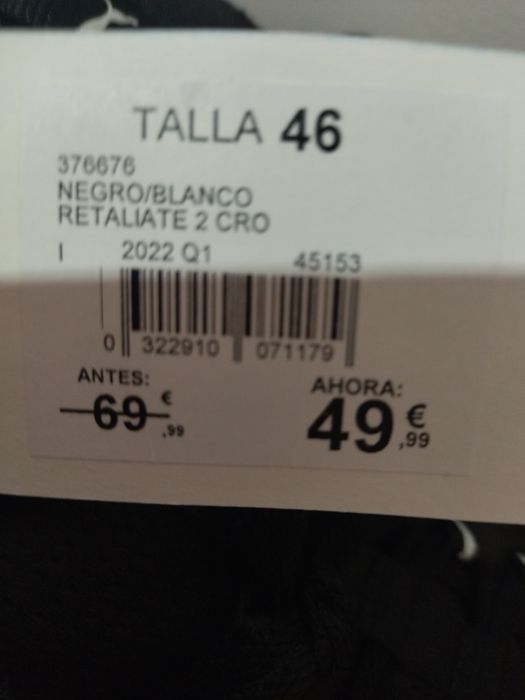 TALLA 46
376676
NEGRO/BLANCO
RETALIATE 2 CRO
I 2022 Q1 45153
0 322910 071179
ANTES: AHORA:
69,99 € 49,99 €